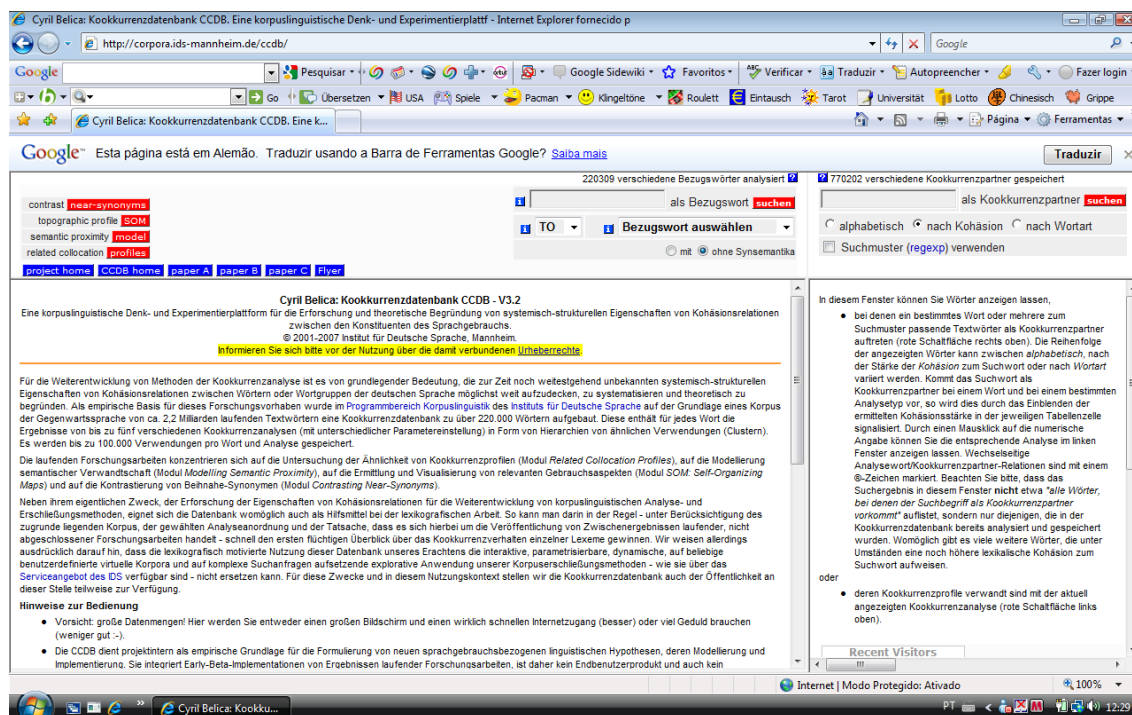 Cyril Belica: Kookkurrenzdatenbank CCDB. Eine korpuslinguistische Denk- und Experimentierplattf - Internet Explorer fornecido p
http://corpora.ids-mannheim.de/ccdb/
Google
Google Pesquisar Google Sidewiki Favoritos Verificar Traduzir Autopreencher Fazer login
Go Übersetzen USA Spiele Pacman Klingeltöne Roulett Eintausch Tarot Universität Lotto Chinesisch Grippe
Cyril Belica: Kookkurrenzdatenbank CCDB. Eine k... Página Ferramentas
Google Esta página está em Alemão. Traduzir usando a Barra de Ferramentas Google? Saiba mais Traduzir
220309 verschiedene Bezugswörter analysiert
contrast near-synonyms
topographic profile SOM
semantic proximity model
related collocation profiles
project home CCDB home paper A paper B paper C Flyer
als Bezugswort suchen
TO Bezugswort auswählen
mit ohne Synsemantika
770202 verschiedene Kookkurrenzpartner gespeichert
als Kookkurrenzpartner suchen
alphabetisch nach Kohäsion nach Wortart
Suchmuster (regexp) verwenden
Cyril Belica: Kookkurrenzdatenbank CCDB - V3.2
Eine korpuslinguistische Denk- und Experimentierplattform für die Erforschung und theoretische Begründung von systemisch-strukturellen Eigenschaften von Kohäsionsrelationen
zwischen den Konstituenten des Sprachgebrauchs.
© 2001-2007 Institut für Deutsche Sprache, Mannheim.
Informieren Sie sich bitte vor der Nutzung über die damit verbundenen Urheberrechte.
Für die Weiterentwicklung von Methoden der Kookkurrenzanalyse ist es von grundlegender Bedeutung, die zur Zeit noch weitestgehend unbekannten systemisch-strukturellen
Eigenschaften von Kohäsionsrelationen zwischen Wörtern oder Wortgruppen der deutschen Sprache möglichst weit aufzudecken, zu systematisieren und theoretisch zu
begründen. Als empirische Basis für dieses Forschungsvorhaben wurde im Programmbereich Korpuslinguistik des Instituts für Deutsche Sprache auf der Grundlage eines Korpus
der Gegenwartssprache von ca. 2,2 Milliarden laufenden Textwörtern eine Kookkurrenzdatenbank zu über 220.000 Wörtern aufgebaut. Diese enthält für jedes Wort die
Ergebnisse von bis zu fünf verschiedenen Kookkurrenzanalysen (mit unterschiedlicher Parametereinstellung) in Form von Hierarchien von ähnlichen Verwendungen (Clustern).
Es werden bis zu 100.000 Verwendungen pro Wort und Analyse gespeichert.
Die laufenden Forschungsarbeiten konzentrieren sich auf die Untersuchung der Ähnlichkeit von Kookkurrenzprofilen (Modul Related Collocation Profiles), auf die Modellierung
semantischer Verwandtschaft (Modul Modelling Semantic Proximity), auf die Ermittlung und Visualisierung von relevanten Gebrauchsaspekten (Modul SOM: Self-Organizing
Maps) und auf die Kontrastierung von Beihnahe-Synonymen (Modul Contrasting Near-Synonyms).
Neben ihrem eigentlichen Zweck, der Erforschung der Eigenschaften von Kohäsionsrelationen für die Weiterentwicklung von korpuslinguistischen Analyse- und
Erschließungsmethoden, eignet sich die Datenbank womöglich auch als Hilfsmittel bei der lexikografischen Arbeit. So kann man darin in der Regel - unter Berücksichtigung des
zugrunde liegenden Korpus, der gewählten Analyseanordnung und der Tatsache, dass es sich hierbei um die Veröffentlichung von Zwischenergebnissen laufender, nicht
abgeschlossener Forschungsarbeiten handelt - schnell den ersten flüchtigen Überblick über das Kookkurrenzverhalten einzelner Lexeme gewinnen. Wir weisen allerdings
ausdrücklich darauf hin, dass die lexikografisch motivierte Nutzung dieser Datenbank unseres Erachtens die interaktive, parametrisierbare, dynamische, auf beliebige
benutzerdefinierte virtuelle Korpora und auf komplexe Suchanfragen aufsetzende explorative Anwendung unserer Korpuserschließungsmethoden - wie sie über das
Serviceangebot des IDS verfügbar sind - nicht ersetzen kann. Für diese Zwecke und in diesem Nutzungskontext stellen wir die Kookkurrenzdatenbank auch der Öffentlichkeit an
dieser Stelle teilweise zur Verfügung.
Hinweise zur Bedienung
• Vorsicht: große Datenmengen! Hier werden Sie entweder einen großen Bildschirm und einen wirklich schnellen Internetzugang (besser) oder viel Geduld brauchen
(weniger gut :-).
• Die CCDB dient projektintern als empirische Grundlage für die Formulierung von neuen sprachgebrauchsbezogenen linguistischen Hypothesen, deren Modellierung und
Implementierung. Sie integriert Early-Beta-Implementationen von Ergebnissen laufender Forschungsarbeiten, ist daher kein Endbenutzerprodukt und auch kein
In diesem Fenster können Sie Wörter anzeigen lassen,
• bei denen ein bestimmtes Wort oder mehrere zum
Suchmuster passende Textwörter als Kookkurrenzpartner
auftreten (rote Schaltfläche rechts oben). Die Reihenfolge
der angezeigten Wörter kann zwischen alphabetisch, nach
der Stärke der Kohäsion zum Suchwort oder nach Wortart
variiert werden. Kommt das Suchwort als
Kookkurrenzpartner bei einem Wort und bei einem bestimmten
Analysetyp vor, so wird dies durch das Einblenden der
ermittelten Kohäsionsstärke in der jeweiligen Tabellenzelle
signalisiert. Durch einen Mausklick auf die numerische
Angabe können Sie die entsprechende Analyse im linken
Fenster anzeigen lassen. Wechselseitige
Analysewort/Kookkurrenzpartner-Relationen sind mit einem
®-Zeichen markiert. Beachten Sie bitte, dass das
Suchergebnis in diesem Fenster nicht etwa "alle Wörter,
bei denen der Suchbegriff als Kookkurrenzpartner
vorkommt" auflistet, sondern nur diejenigen, die in der
Kookkurrenzdatenbank bereits analysiert und gespeichert
wurden. Womöglich gibt es viele weitere Wörter, die unter
Umständen eine noch höhere lexikalische Kohäsion zum
Suchwort aufweisen.
oder
• deren Kookkurrenzprofile verwandt sind mit der aktuell
angezeigten Kookkurrenzanalyse (rote Schaltfläche links
oben).
Recent Visitors
Internet | Modo Protegido: Ativado 100%
Cyril Belica: Kookku... PT 12:29